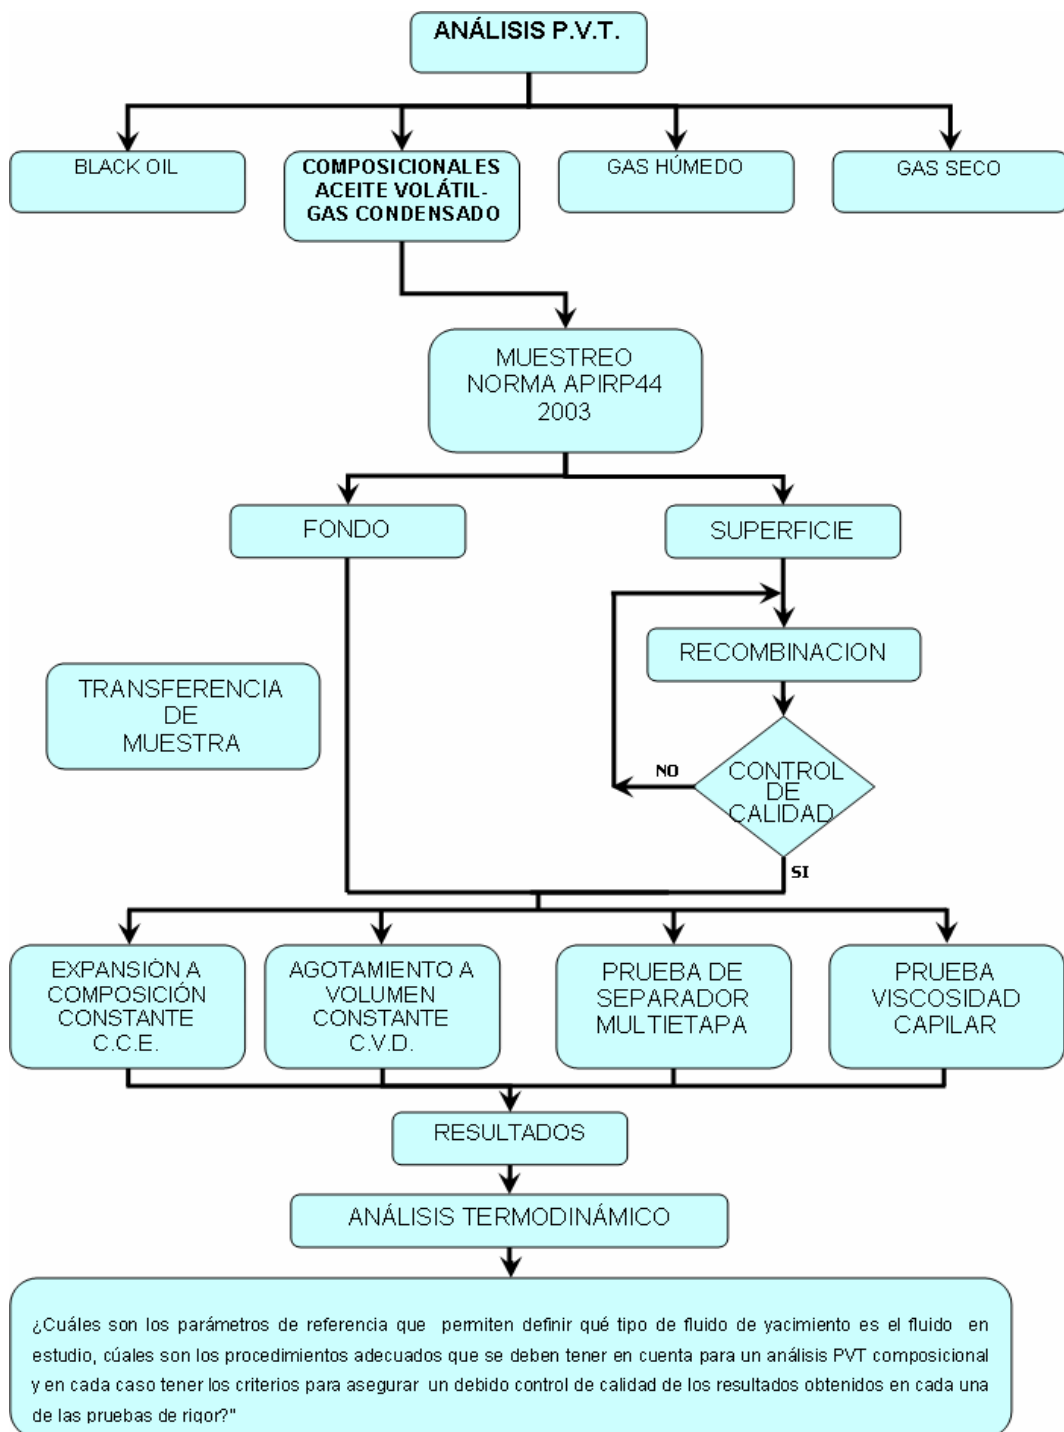 ANÁLISIS P.V.T.
BLACK OIL
COMPOSICIONALES
ACEITE VOLÁTIL-
GAS CONDENSADO
GAS HÚMEDO
GAS SECO
MUESTREO
NORMA APIRP44
2003
FONDO
SUPERFICIE
RECOMBINACION
TRANSFERENCIA
DE
MUESTRA
NO
CONTROL
DE
CALIDAD
SI
EXPANSIÓN A
COMPOSICIÓN
CONSTANTE
C.C.E.
AGOTAMIENTO A
VOLUMEN
CONSTANTE
C.V.D.
PRUEBA DE
SEPARADOR
MULTIETAPA
PRUEBA
VISCOSIDAD
CAPILAR
RESULTADOS
ANÁLISIS TERMODINÁMICO
¿Cuáles son los parámetros de referencia que permiten definir qué tipo de fluido de yacimiento es el fluido en
estudio, cúales son los procedimientos adecuados que se deben tener en cuenta para un análisis PVT composicional
y en cada caso tener los criterios para asegurar un debido control de calidad de los resultados obtenidos en cada una
de las pruebas de rigor?"